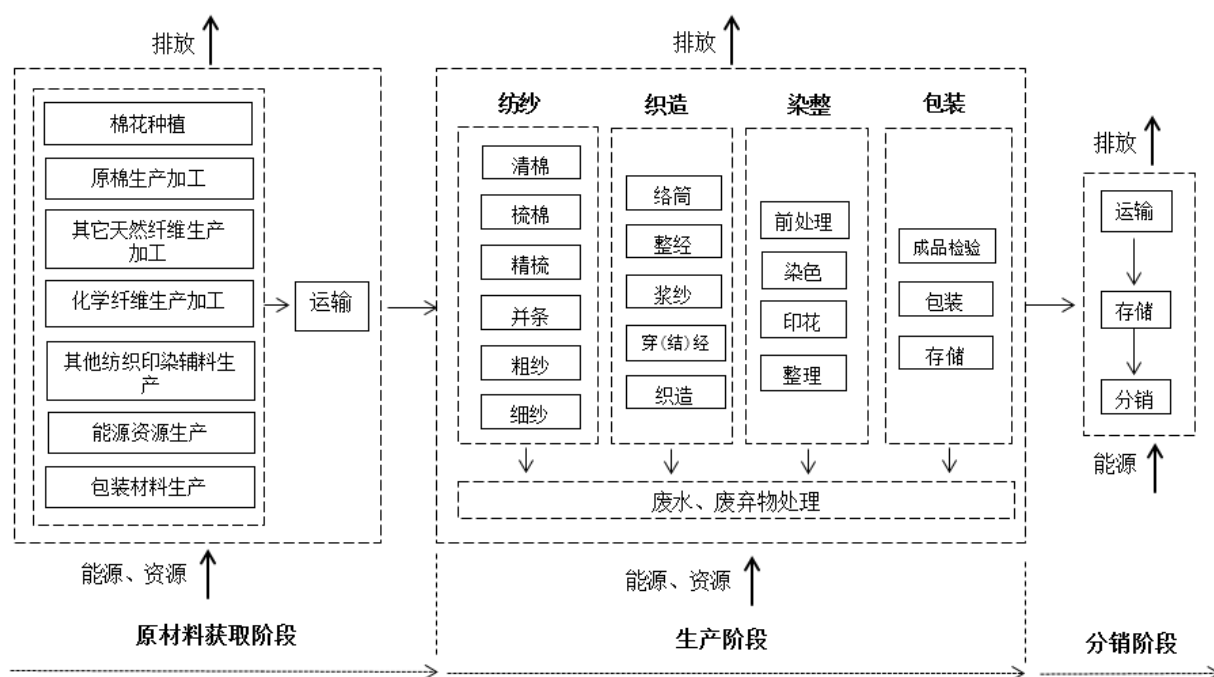 排放
棉花种植
原棉生产加工
其它天然纤维生产
加工
化学纤维生产加工
其他纺织印染辅料生
产
能源资源生产
包装材料生产
运输
能源、资源
原材料获取阶段
排放
纺纱
清棉
梳棉
精梳
并条
粗纱
细纱
织造
络筒
整经
浆纱
穿(结)经
织造
染整
前处理
染色
印花
整理
包装
成品检验
包装
存储
废水、废弃物处理
能源、资源
生产阶段
排放
运输
存储
分销
能源
分销阶段